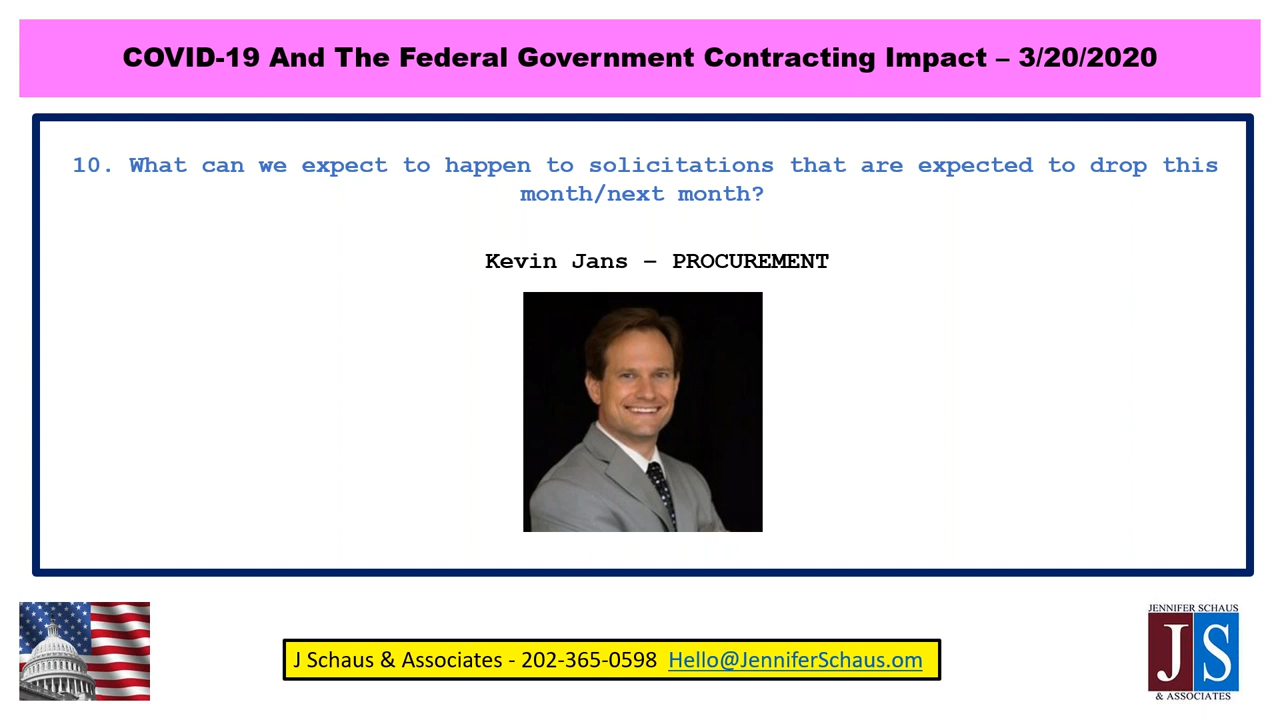 COVID-19 And The Federal Government Contracting Impact – 3/20/2020
10. What can we expect to happen to solicitations that are expected to drop this
month/next month?
Kevin Jans – PROCUREMENT
J Schaus & Associates - 202-365-0598 Hello@JenniferSchaus.om
JENNIFER SCHAUS
JS
& ASSOCIATES